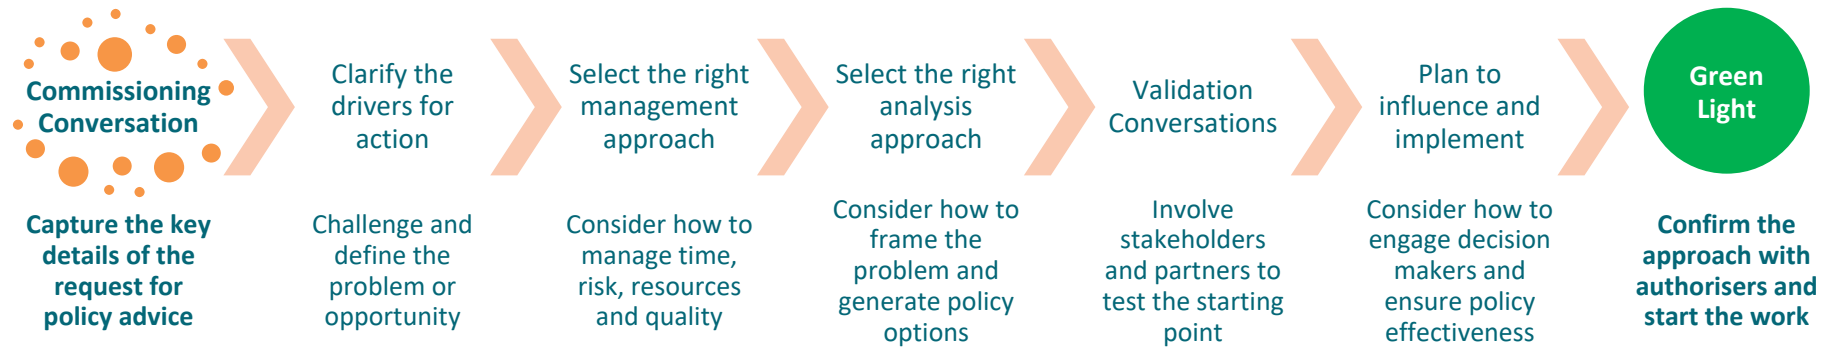 Commissioning
Conversation
Capture the key
details of the
request for
policy advice
Clarify the
drivers for
action
Challenge and
define the
problem or
opportunity
Select the right
management
approach
Consider how to
manage time,
risk, resources
and quality
Select the right
analysis
approach
Consider how to
frame the
problem and
generate policy
options
Validation
Conversations
Involve
stakeholders
and partners to
test the starting
point
Plan to
influence and
implement
Consider how to
engage decision
makers and
ensure policy
effectiveness
Green
Light
Confirm the
approach with
authorisers and
start the work